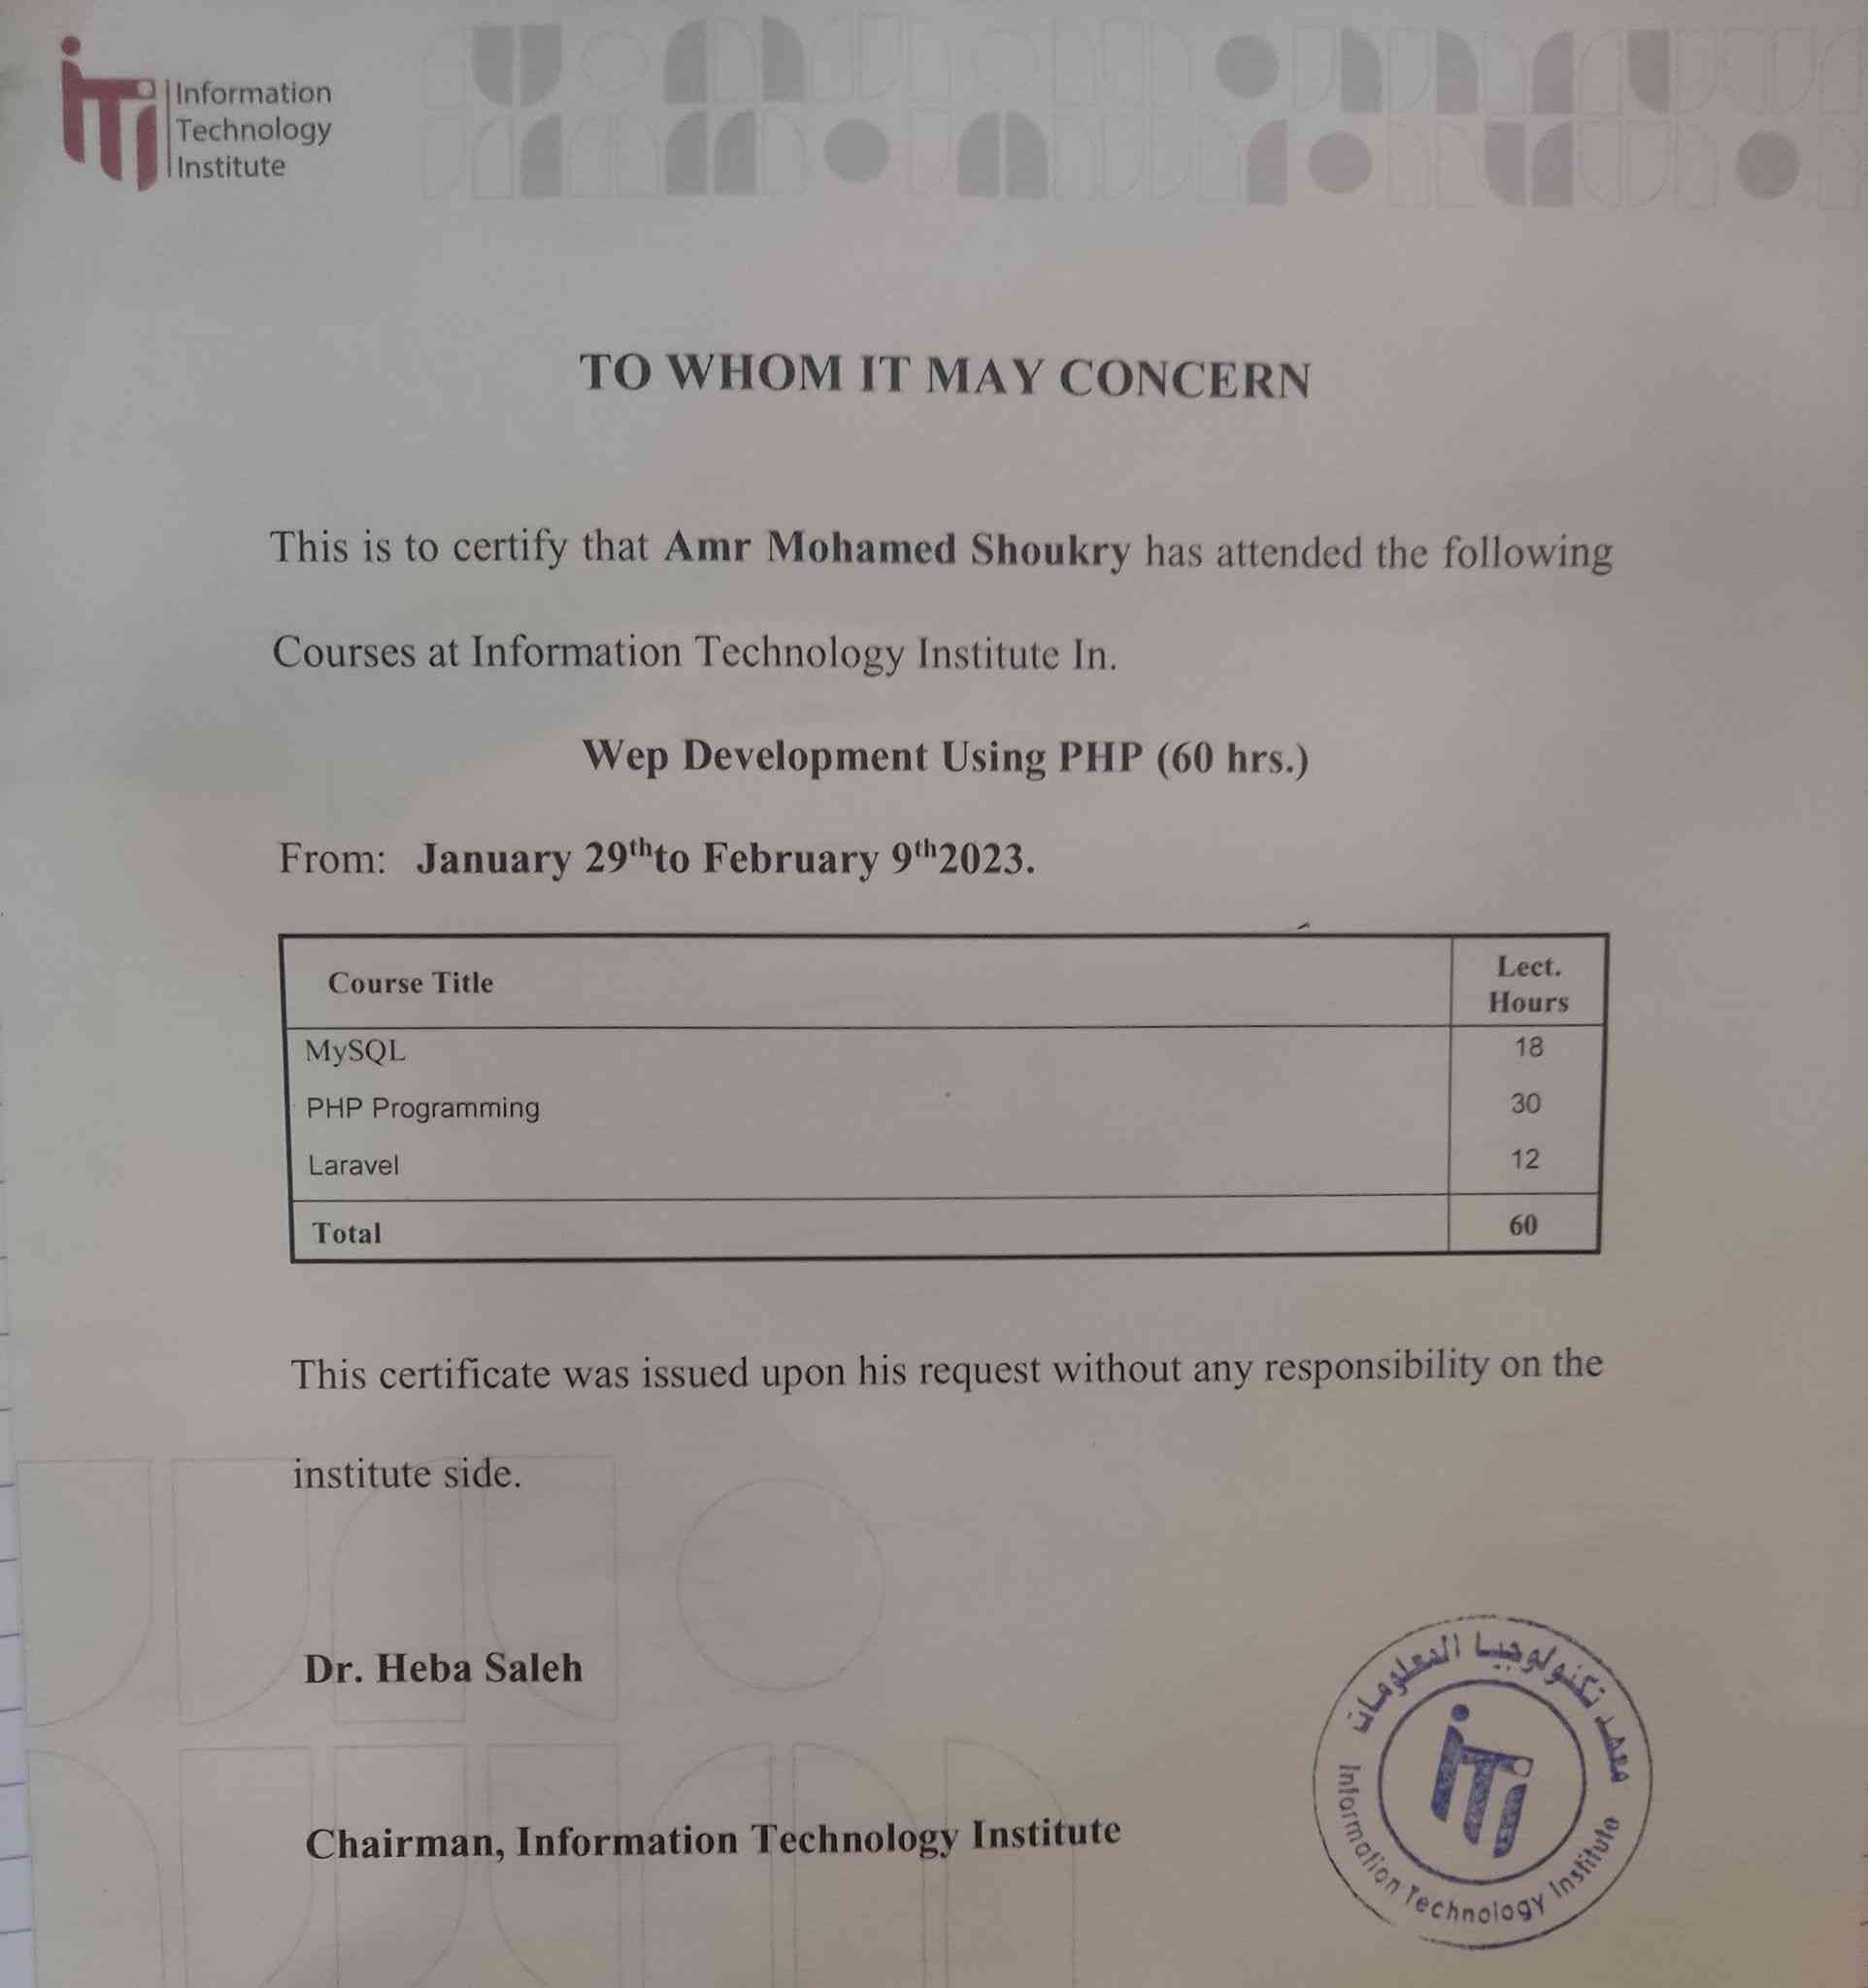 iTi
Information
Technology
Institute
TO WHOM IT MAY CONCERN
This is to certify that Amr Mohamed Shoukry has attended the following
Courses at Information Technology Institute In.
Wep Development Using PHP (60 hrs.)
From: January 29thto February 9th2023.
Course Title Lect. Hours
MySQL 18
PHP Programming 30
Laravel 12
Total 60
This certificate was issued upon his request without any responsibility on the
institute side.
Dr. Heba Saleh
Chairman, Information Technology Institute
معهد تكنولوجيا المعلومات
iTi
Information Technology Institute